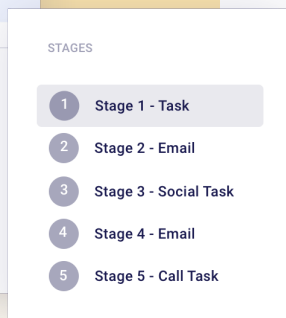 STAGES
1 Stage 1 - Task
2 Stage 2 - Email
3 Stage 3 - Social Task
4 Stage 4 - Email
5 Stage 5 - Call Task